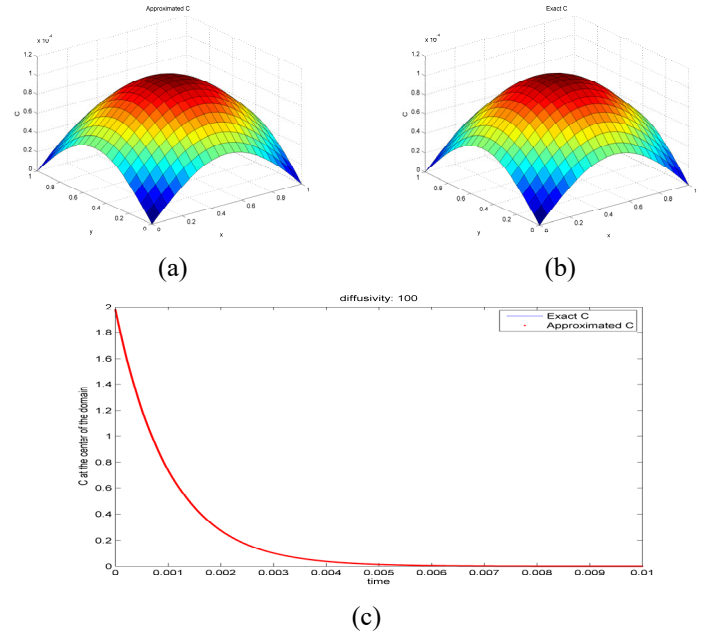 Approximated C
x 10⁻⁴
1.2
1
0.8
0.6
0.4
0.2
0
C
1
0.8
0.6
0.4
0.2
0
y
0
0.2
0.4
0.6
0.8
1
x
(a)
Exact C
x 10⁻⁴
1.2
1
0.8
0.6
0.4
0.2
0
C
1
0.8
0.6
0.4
0.2
0
y
0
0.2
0.4
0.6
0.8
1
x
(b)
diffusivity: 100
Exact C
Approximated C
2
1.8
1.6
1.4
1.2
1
0.8
0.6
0.4
0.2
0
C at the center of the domain
0 0.001 0.002 0.003 0.004 0.005 0.006 0.007 0.008 0.009 0.01
time
(c)